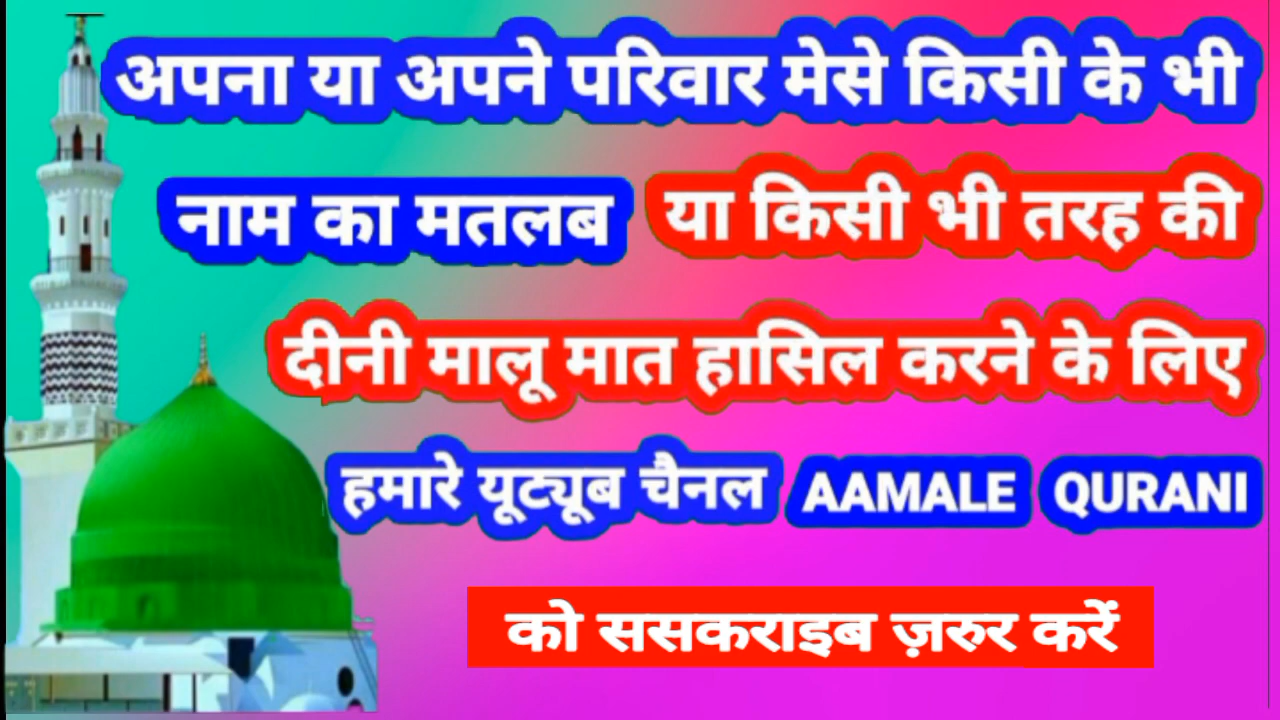 अपना या अपने परिवार मेसे किसी के भी
नाम का मतलब या किसी भी तरह की
दीनी मालू मात हासिल करने के लिए
हमारे यूट्यूब चैनल AAMALE QURANI
को ससकराइब ज़रुर करें